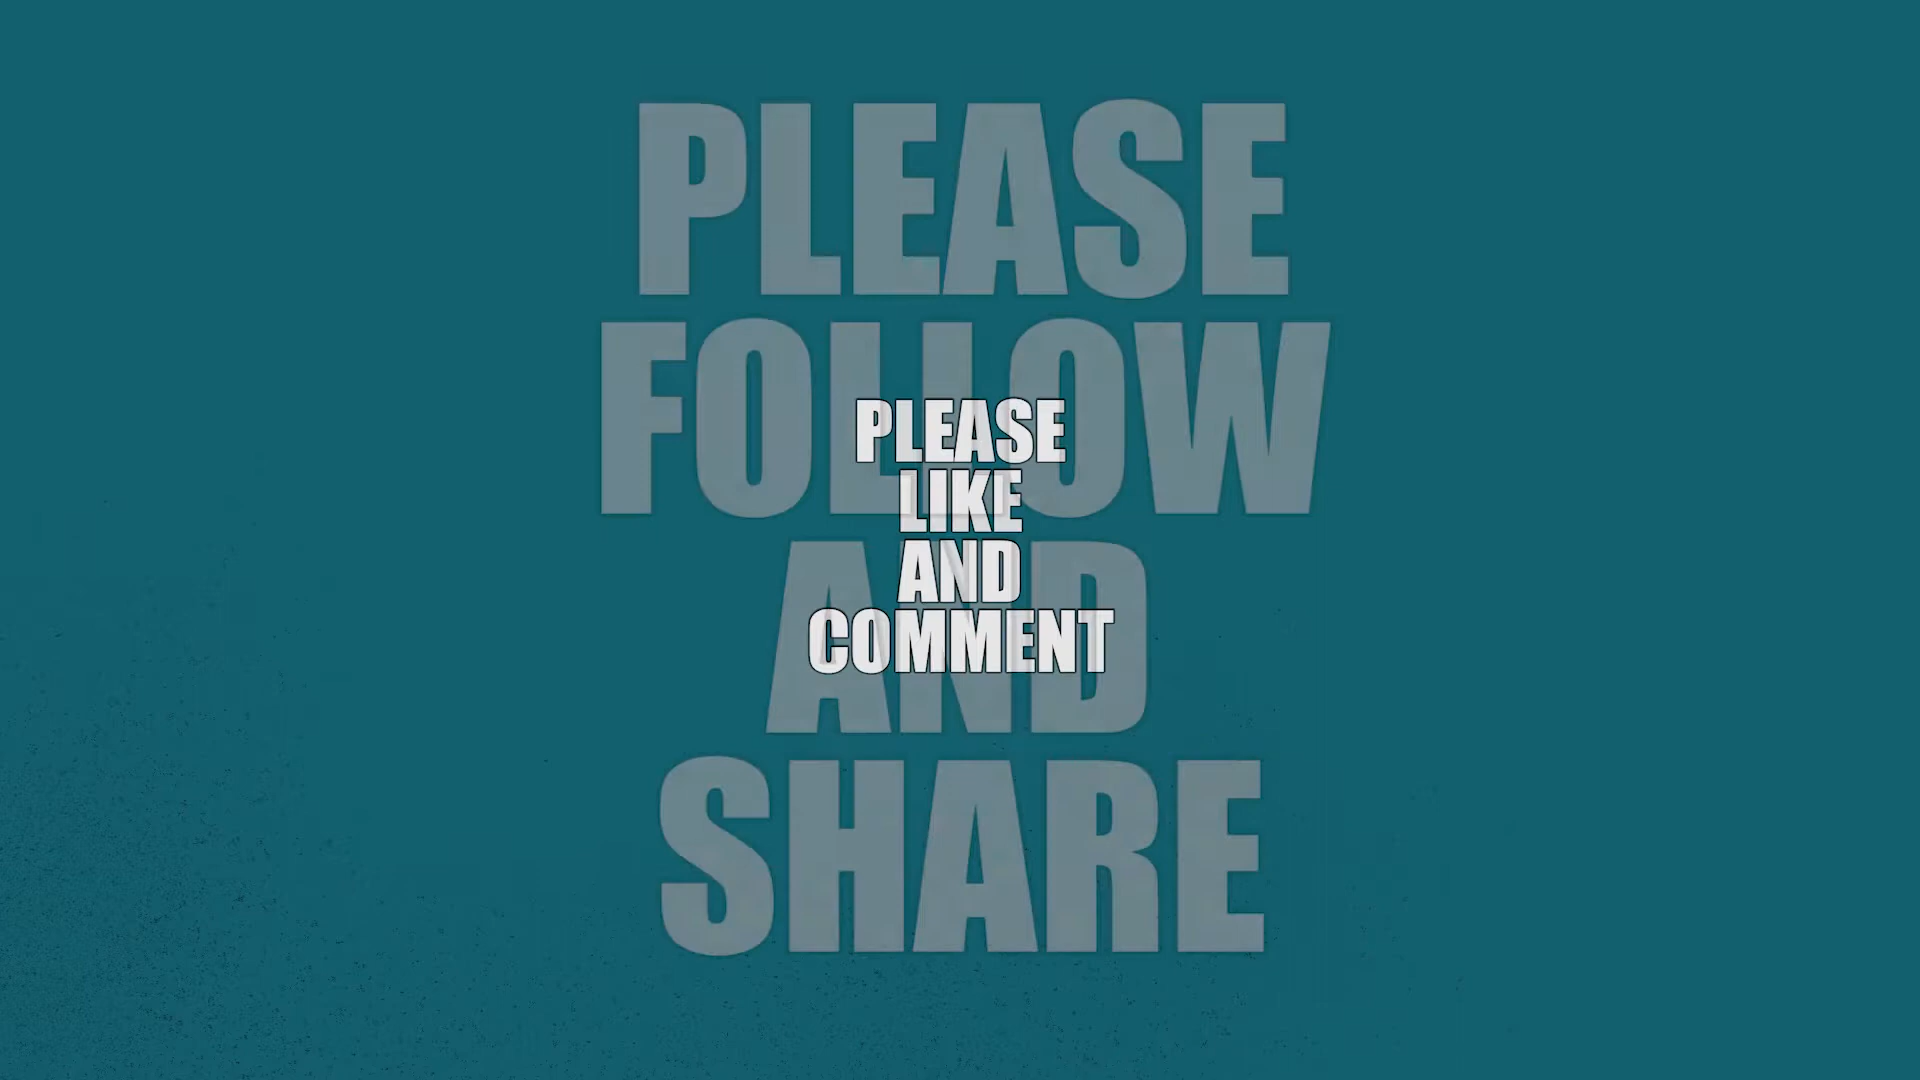 PLEASE
FOLLOW
AND
SHARE
PLEASE
LIKE
AND
COMMENT